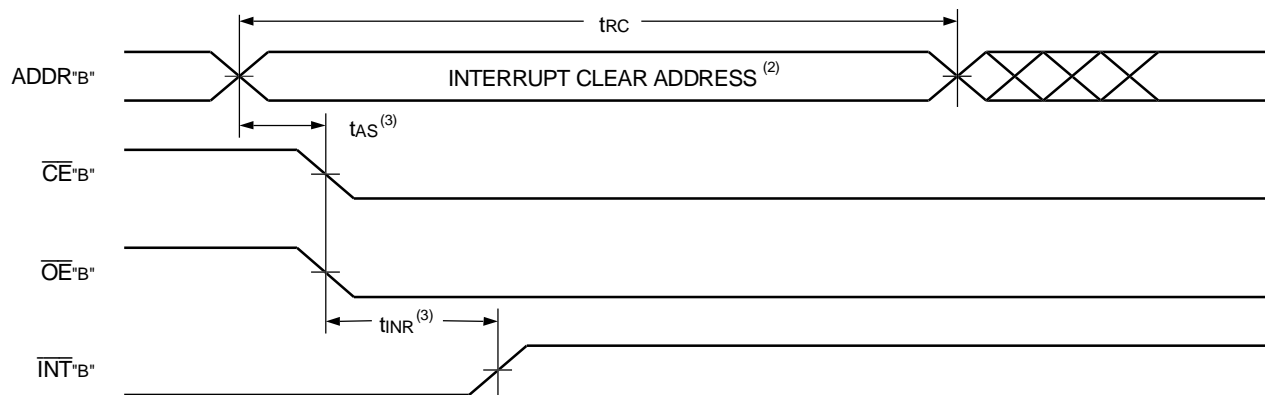 tRC
ADDR"B"
INTERRUPT CLEAR ADDRESS (2)
tAS(3)
CE"B"
OE"B"
tINR(3)
INT"B"